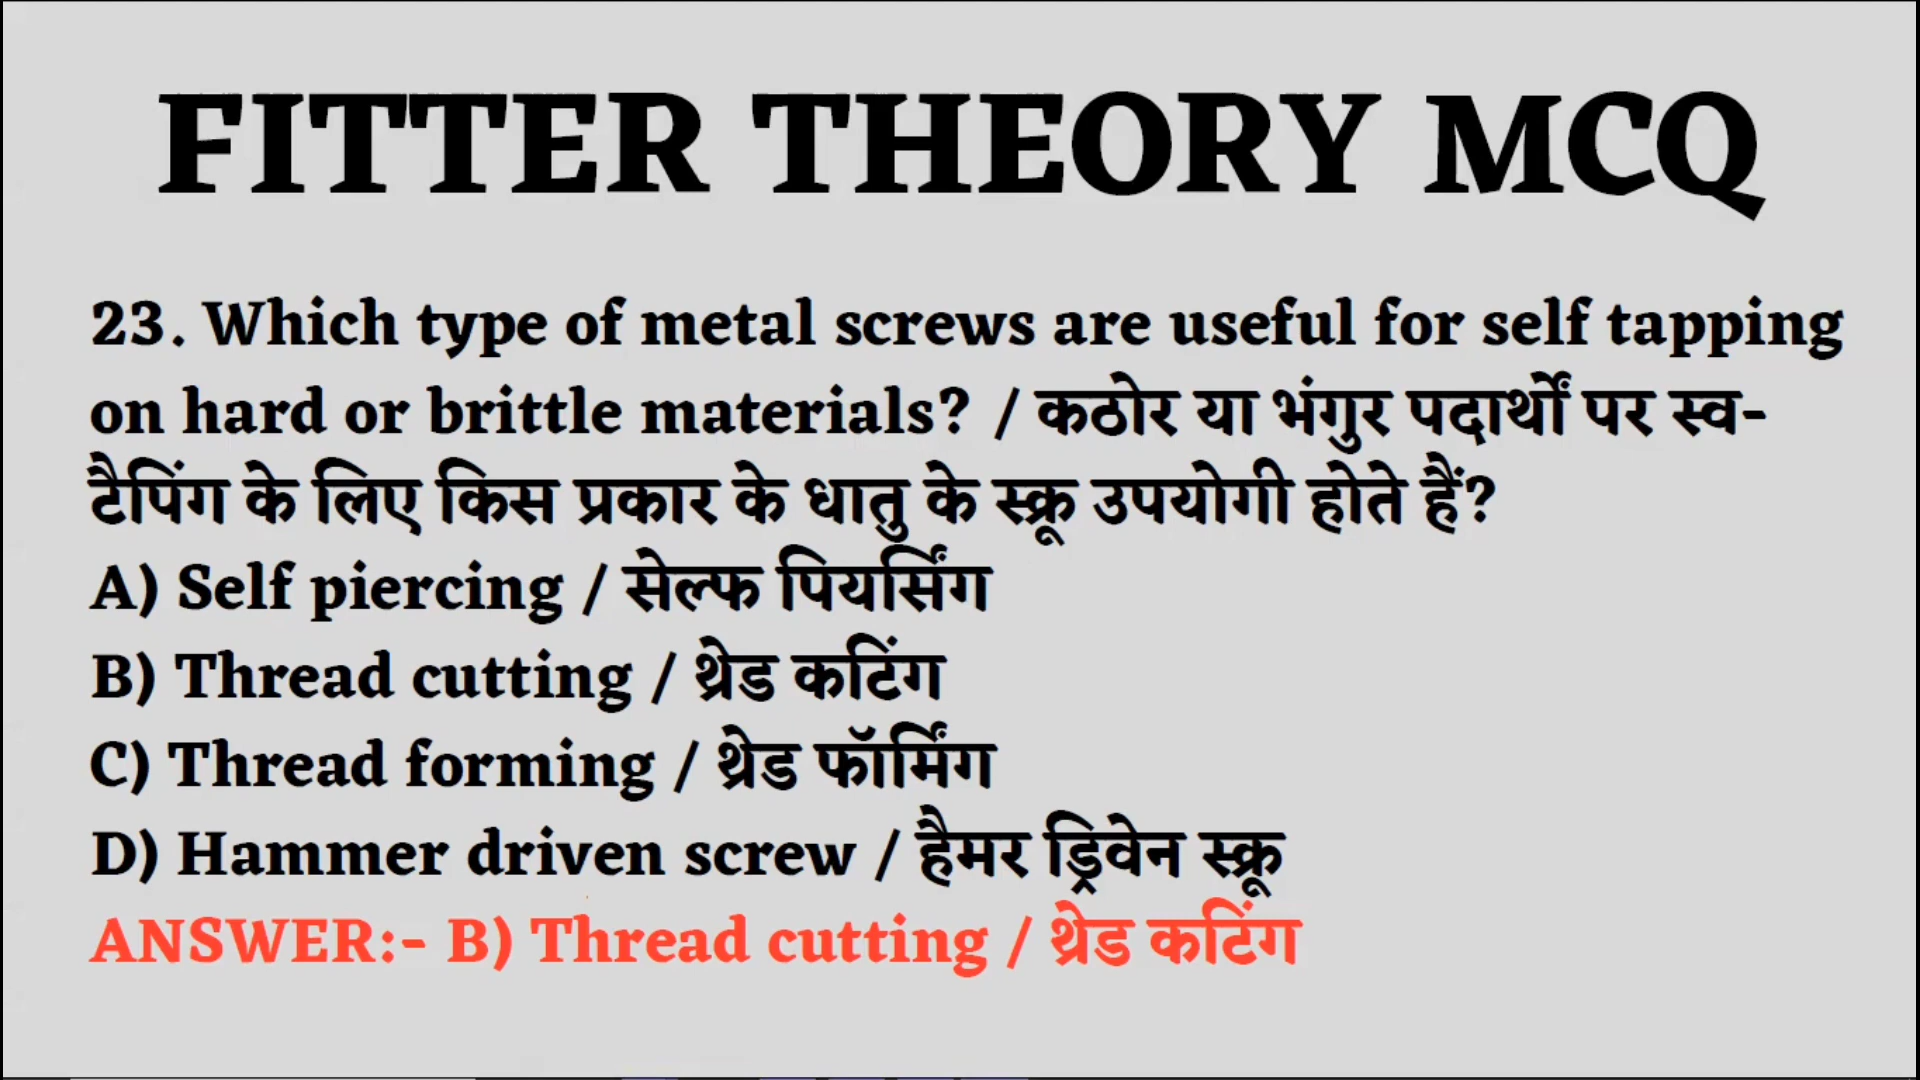 FITTER THEORY MCQ
23. Which type of metal screws are useful for self tapping
on hard or brittle materials? / कठोर या भंगुर पदार्थों पर स्व-
टैपिंग के लिए किस प्रकार के धातु के स्क्रू उपयोगी होते हैं?
A) Self piercing / सेल्फ पियर्सिंग
B) Thread cutting / थ्रेड कटिंग
C) Thread forming / थ्रेड फॉर्मिंग
D) Hammer driven screw / हैमर ड्रिवेन स्क्रू
ANSWER:- B) Thread cutting / थ्रेड कटिंग